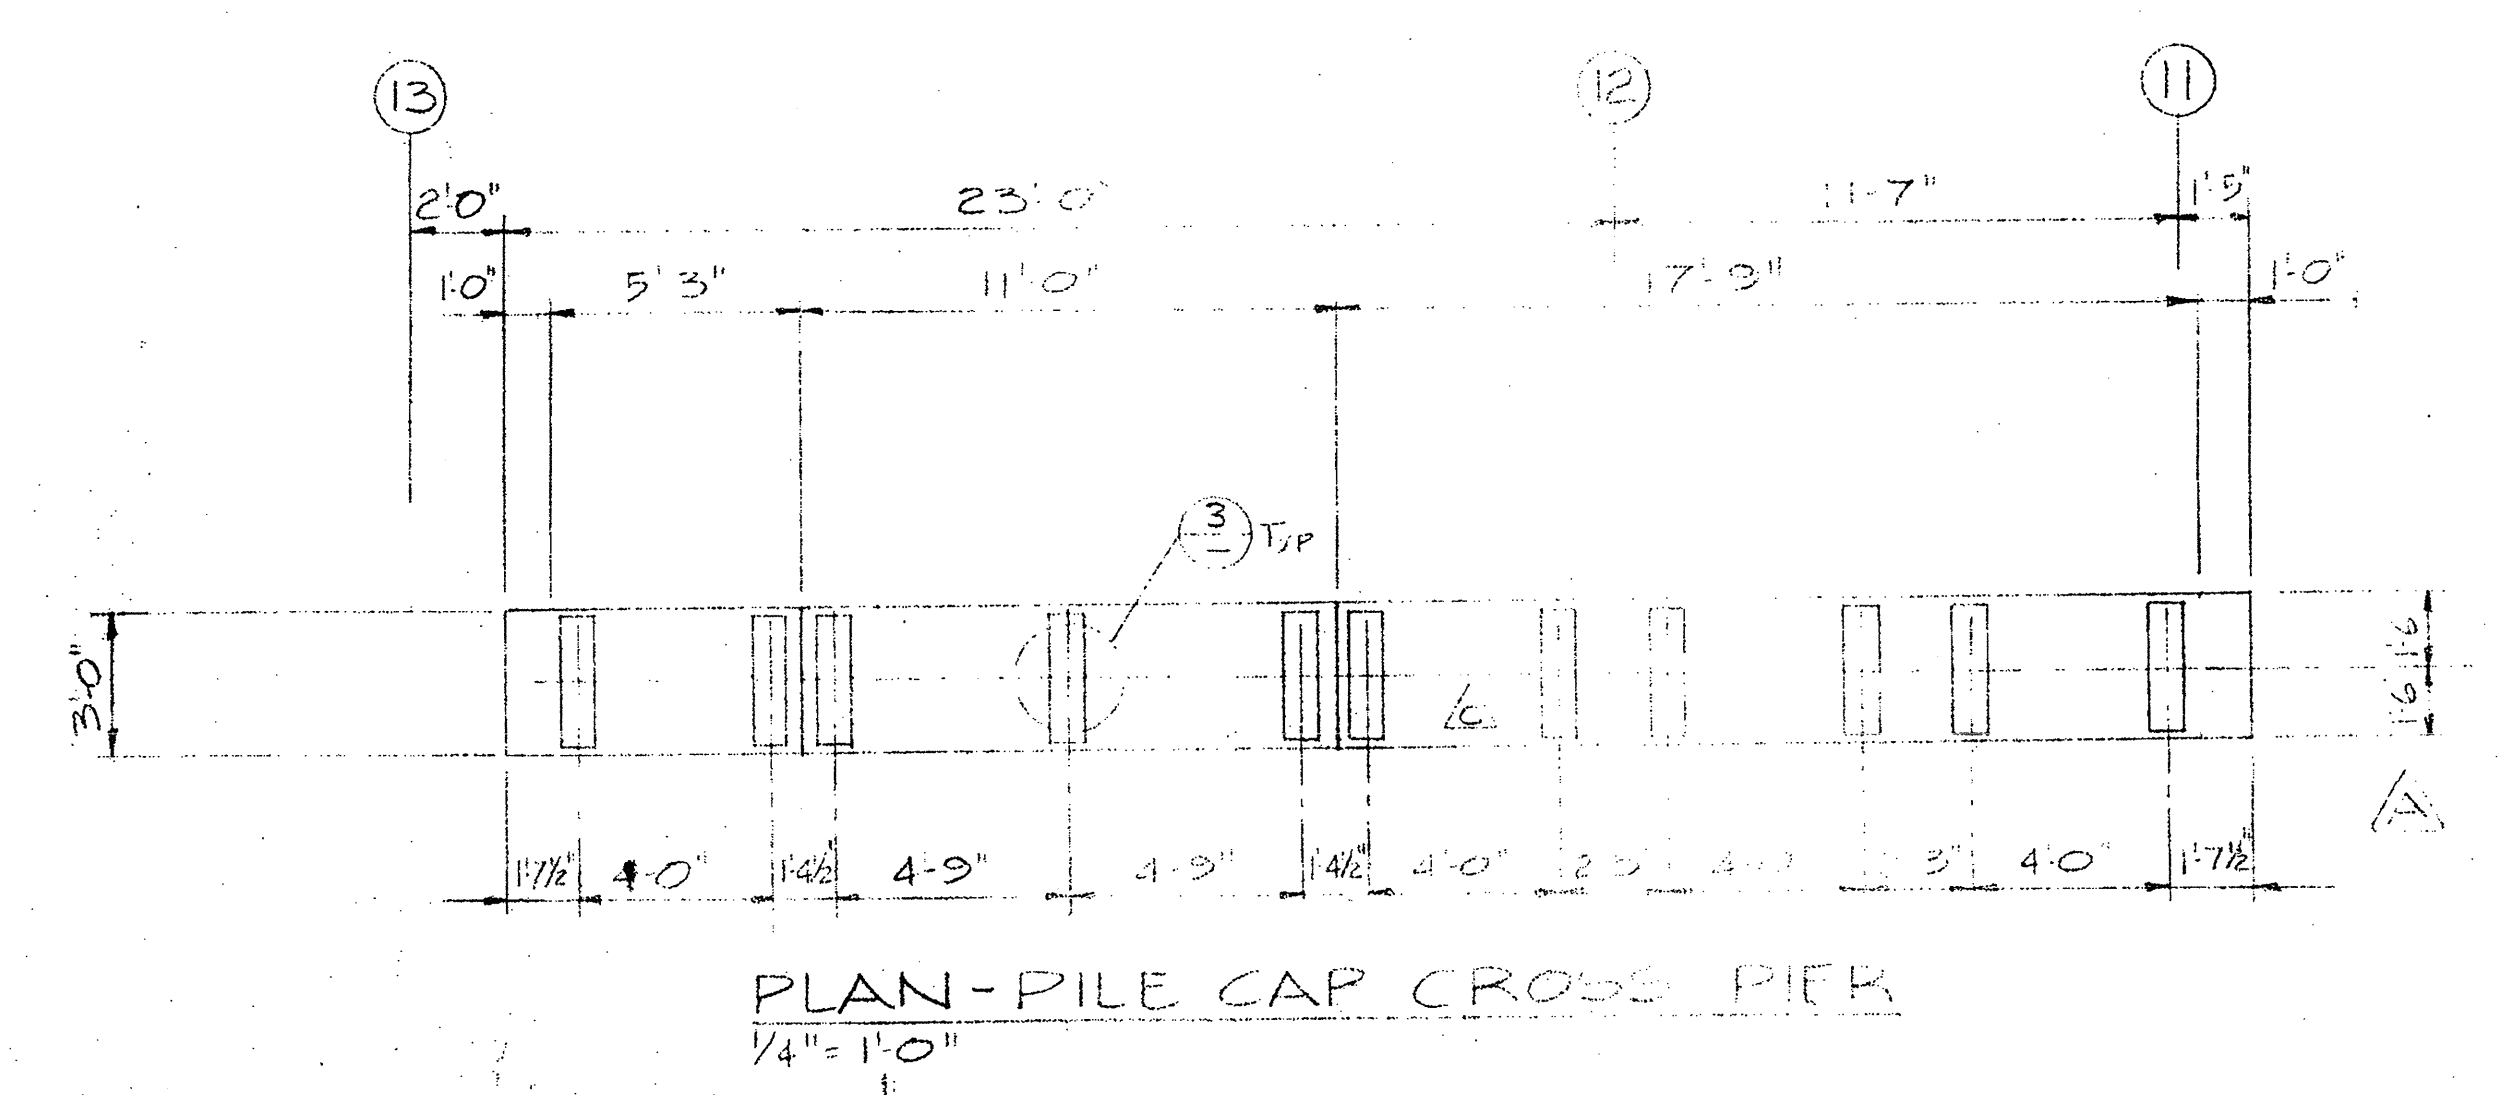 13 12 11
2'-0" 23'-0" 11-7" 1'-5"
1'-0" 5'3" 11'-0" 17'-9" 1'-0"
3 Typ
3'-0" 1'-6 1'-6
C
A
1'-7½" 4-0" 1'-4½" 4-9" 4-9" 1'-4½" 4'-0" 3" 4'-0" 1'-7½"
PLAN-PILE CAP CROSS PIER
1/4"=1'-0"